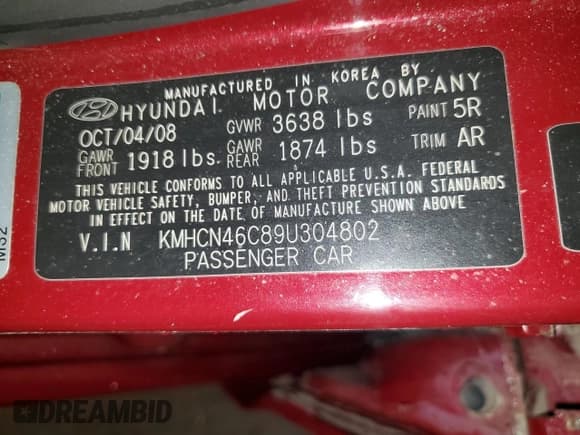 MANUFACTURED IN KOREA BY
HYUNDAI MOTOR COMPANY
OCT/04/08 GVWR 3638 lbs PAINT 5R
GAWR FRONT 1918 lbs. GAWR REAR 1874 lbs TRIM AR
THIS VEHICLE CONFORMS TO ALL APPLICABLE U.S.A. FEDERAL
MOTOR VEHICLE SAFETY, BUMPER, AND THEFT PREVENTION STANDARDS
IN EFFECT ON THE DATE OF MANUFACTURE SHOWN ABOVE
V.I.N KMHCN46C89U304802
PASSENGER CAR
M32
DREAMBID